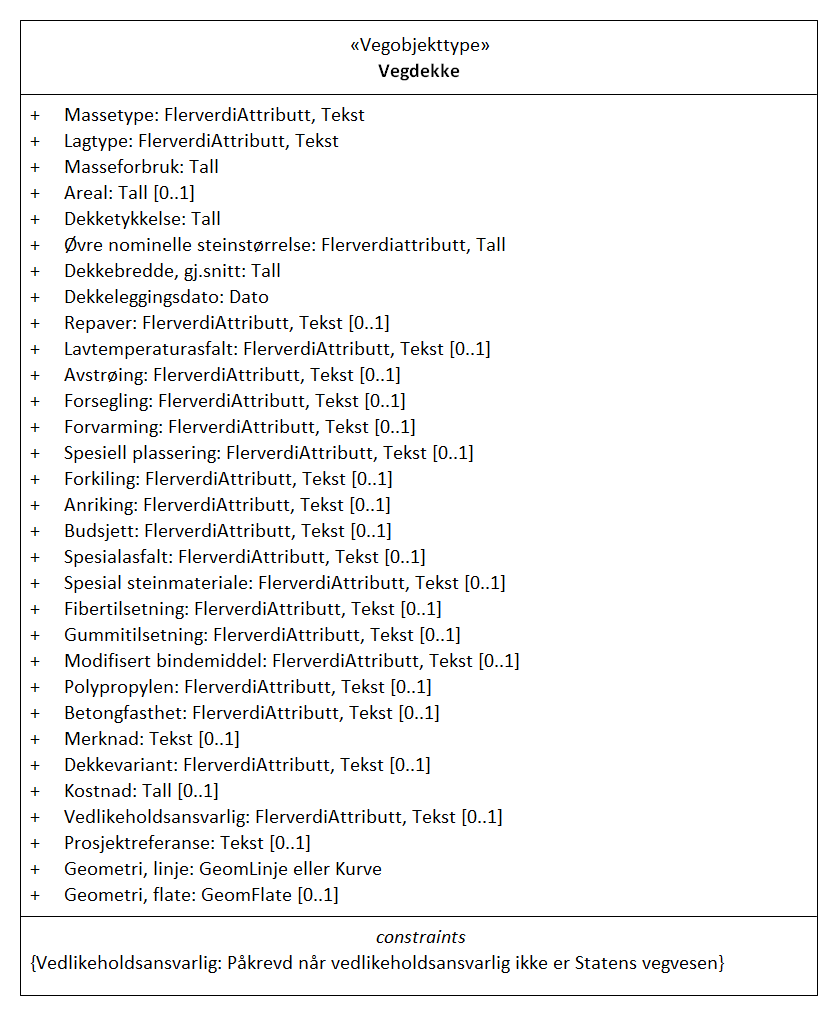 «Vegobjekttype»
Vegdekke
+ Massetype: FlerverdiAttributt, Tekst
+ Lagtype: FlerverdiAttributt, Tekst
+ Masseforbruk: Tall
+ Areal: Tall [0..1]
+ Dekketykkelse: Tall
+ Øvre nominelle steinstørrelse: Flerverdiattributt, Tall
+ Dekkebredde, gj.snitt: Tall
+ Dekkeleggingsdato: Dato
+ Repaver: FlerverdiAttributt, Tekst [0..1]
+ Lavtemperaturasfalt: FlerverdiAttributt, Tekst [0..1]
+ Avstrøing: FlerverdiAttributt, Tekst [0..1]
+ Forsegling: FlerverdiAttributt, Tekst [0..1]
+ Forvarming: FlerverdiAttributt, Tekst [0..1]
+ Spesiell plassering: FlerverdiAttributt, Tekst [0..1]
+ Forkiling: FlerverdiAttributt, Tekst [0..1]
+ Anriking: FlerverdiAttributt, Tekst [0..1]
+ Budsjett: FlerverdiAttributt, Tekst [0..1]
+ Spesialasfalt: FlerverdiAttributt, Tekst [0..1]
+ Spesial steinmateriale: FlerverdiAttributt, Tekst [0..1]
+ Fibertilsetning: FlerverdiAttributt, Tekst [0..1]
+ Gummitilsetning: FlerverdiAttributt, Tekst [0..1]
+ Modifisert bindemiddel: FlerverdiAttributt, Tekst [0..1]
+ Polypropylen: FlerverdiAttributt, Tekst [0..1]
+ Betongfasthet: FlerverdiAttributt, Tekst [0..1]
+ Merknad: Tekst [0..1]
+ Dekkevariant: FlerverdiAttributt, Tekst [0..1]
+ Kostnad: Tall [0..1]
+ Vedlikeholdsansvarlig: FlerverdiAttributt, Tekst [0..1]
+ Prosjektreferanse: Tekst [0..1]
+ Geometri, linje: GeomLinje eller Kurve
+ Geometri, flate: GeomFlate [0..1]
constraints
{Vedlikeholdsansvarlig: Påkrevd når vedlikeholdsansvarlig ikke er Statens vegvesen}